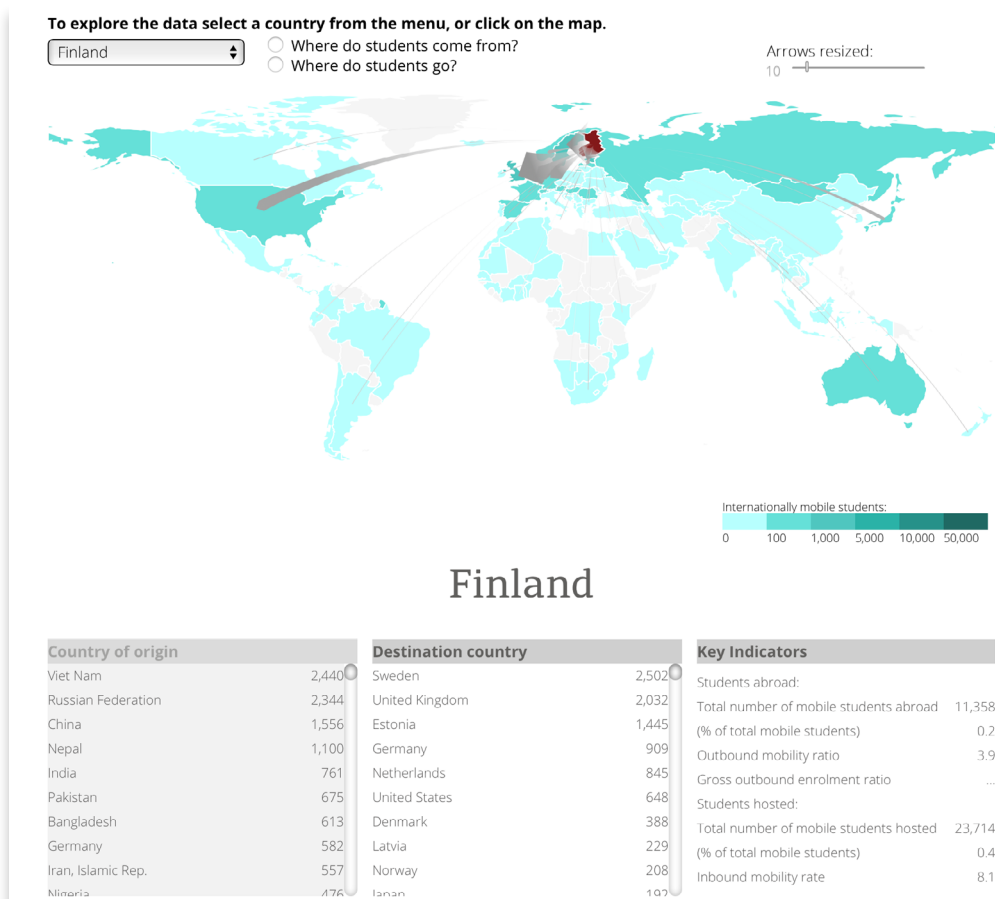 To explore the data select a country from the menu, or click on the map.
Finland
Where do students come from?
Where do students go?
Arrows resized:
10
Internationally mobile students:
0 100 1,000 5,000 10,000 50,000
Finland
Country of origin
Viet Nam 2,440
Russian Federation 2,344
China 1,556
Nepal 1,100
India 761
Pakistan 675
Bangladesh 613
Germany 582
Iran, Islamic Rep. 557
Nigeria 476
Destination country
Sweden 2,502
United Kingdom 2,032
Estonia 1,445
Germany 909
Netherlands 845
United States 648
Denmark 388
Latvia 229
Norway 208
Japan 192
Key Indicators
Students abroad:
Total number of mobile students abroad 11,358
(% of total mobile students) 0.2
Outbound mobility ratio 3.9
Gross outbound enrolment ratio ...
Students hosted:
Total number of mobile students hosted 23,714
(% of total mobile students) 0.4
Inbound mobility rate 8.1